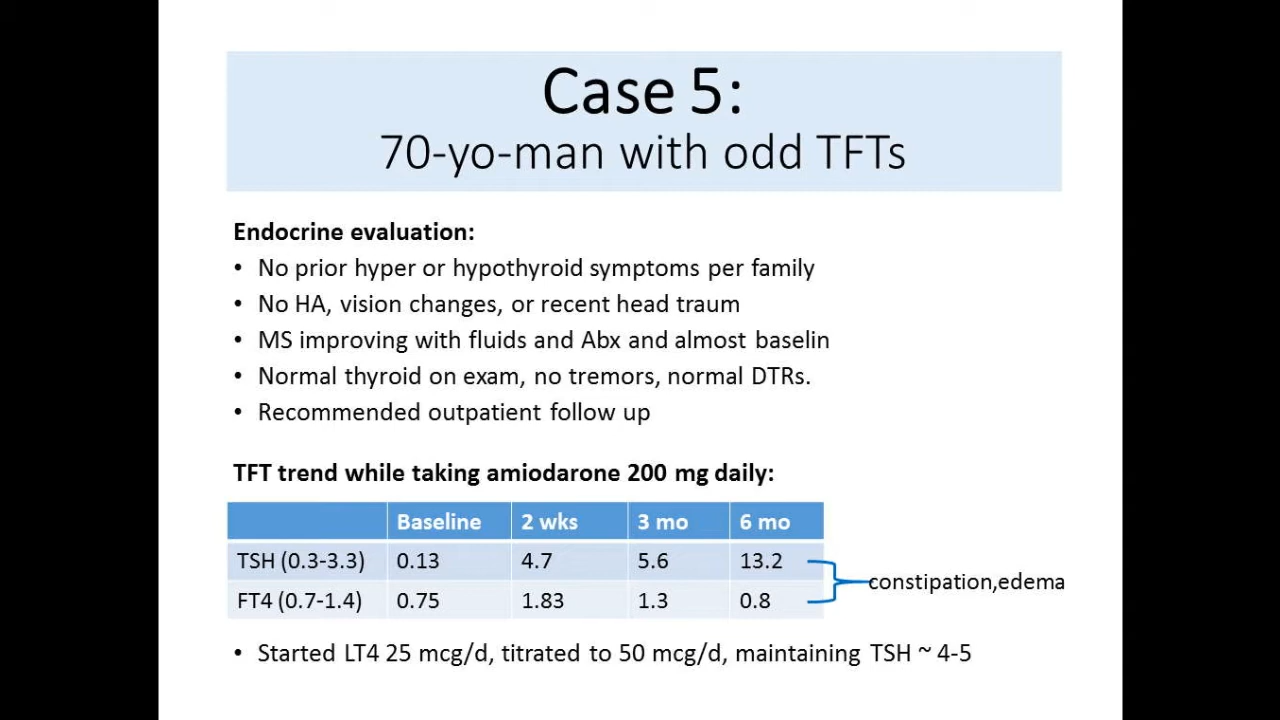 Case 5:
70-yo-man with odd TFTs
Endocrine evaluation:
• No prior hyper or hypothyroid symptoms per family
• No HA, vision changes, or recent head traum
• MS improving with fluids and Abx and almost baselin
• Normal thyroid on exam, no tremors, normal DTRs.
• Recommended outpatient follow up
TFT trend while taking amiodarone 200 mg daily:
Baseline 2 wks 3 mo 6 mo
TSH (0.3-3.3) 0.13 4.7 5.6 13.2
FT4 (0.7-1.4) 0.75 1.83 1.3 0.8
constipation,edema
• Started LT4 25 mcg/d, titrated to 50 mcg/d, maintaining TSH ~ 4-5